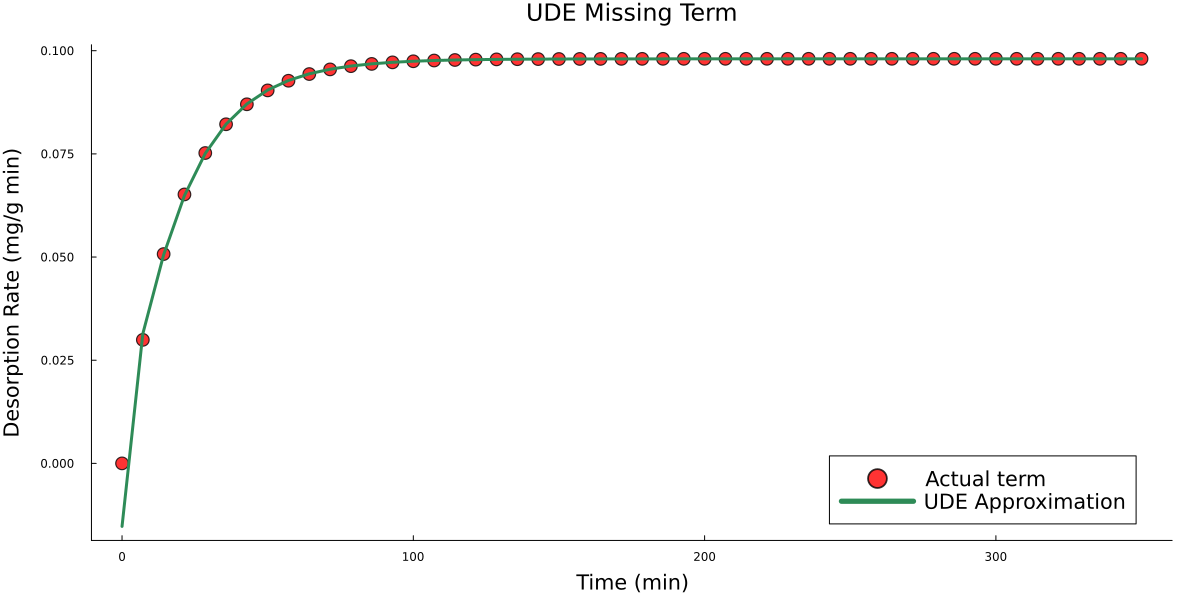 UDE Missing Term
Desorption Rate (mg/g min)
0.100
0.075
0.050
0.025
0.000
Actual term
UDE Approximation
0
100
200
300
Time (min)